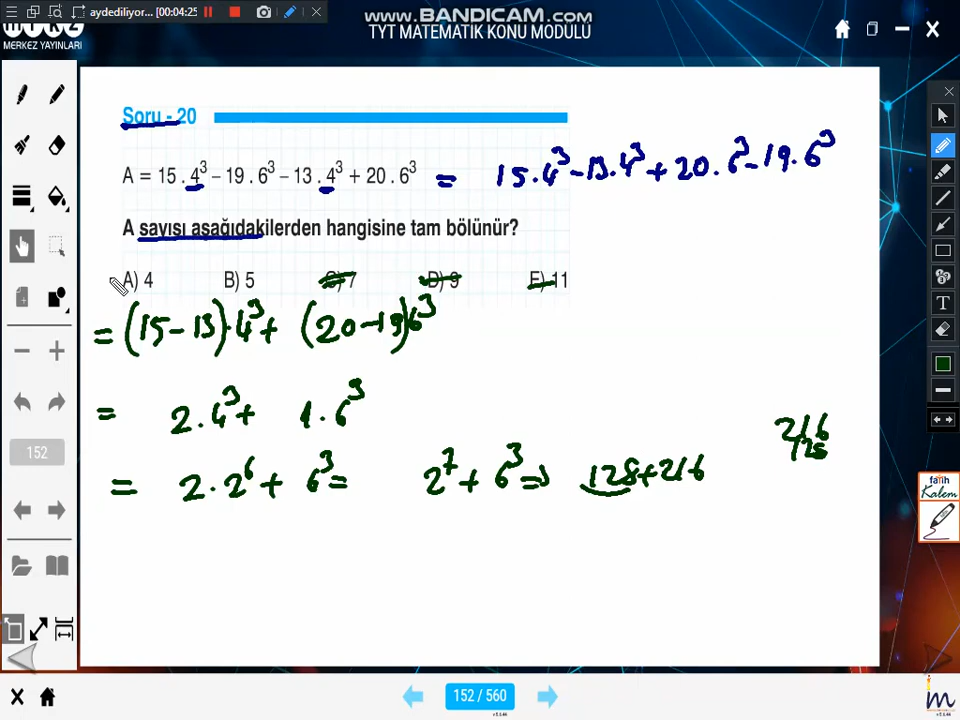 aydediliyor... [00:04:25]
www.BANDICAM.com
MERKEZ YAYINLARI
TYT MATEMATİK KONU MODULU
Soru - 20
A = 15 . 4³ – 19 . 6³ – 13 . 4³ + 20 . 6³ = 15.4³-13.4³+20.6³-19.6³
A sayısı aşağıdakilerden hangisine tam bölünür?
A) 4 B) 5 C) 7 D) 9 E) 11
= (15-13).4³+ (20-19)6³
= 2.4³+ 1.6³
216
128
= 2.2⁶+ 6³= 2⁷+6³=> 128+216
fatih
Kalem
152
152 / 560